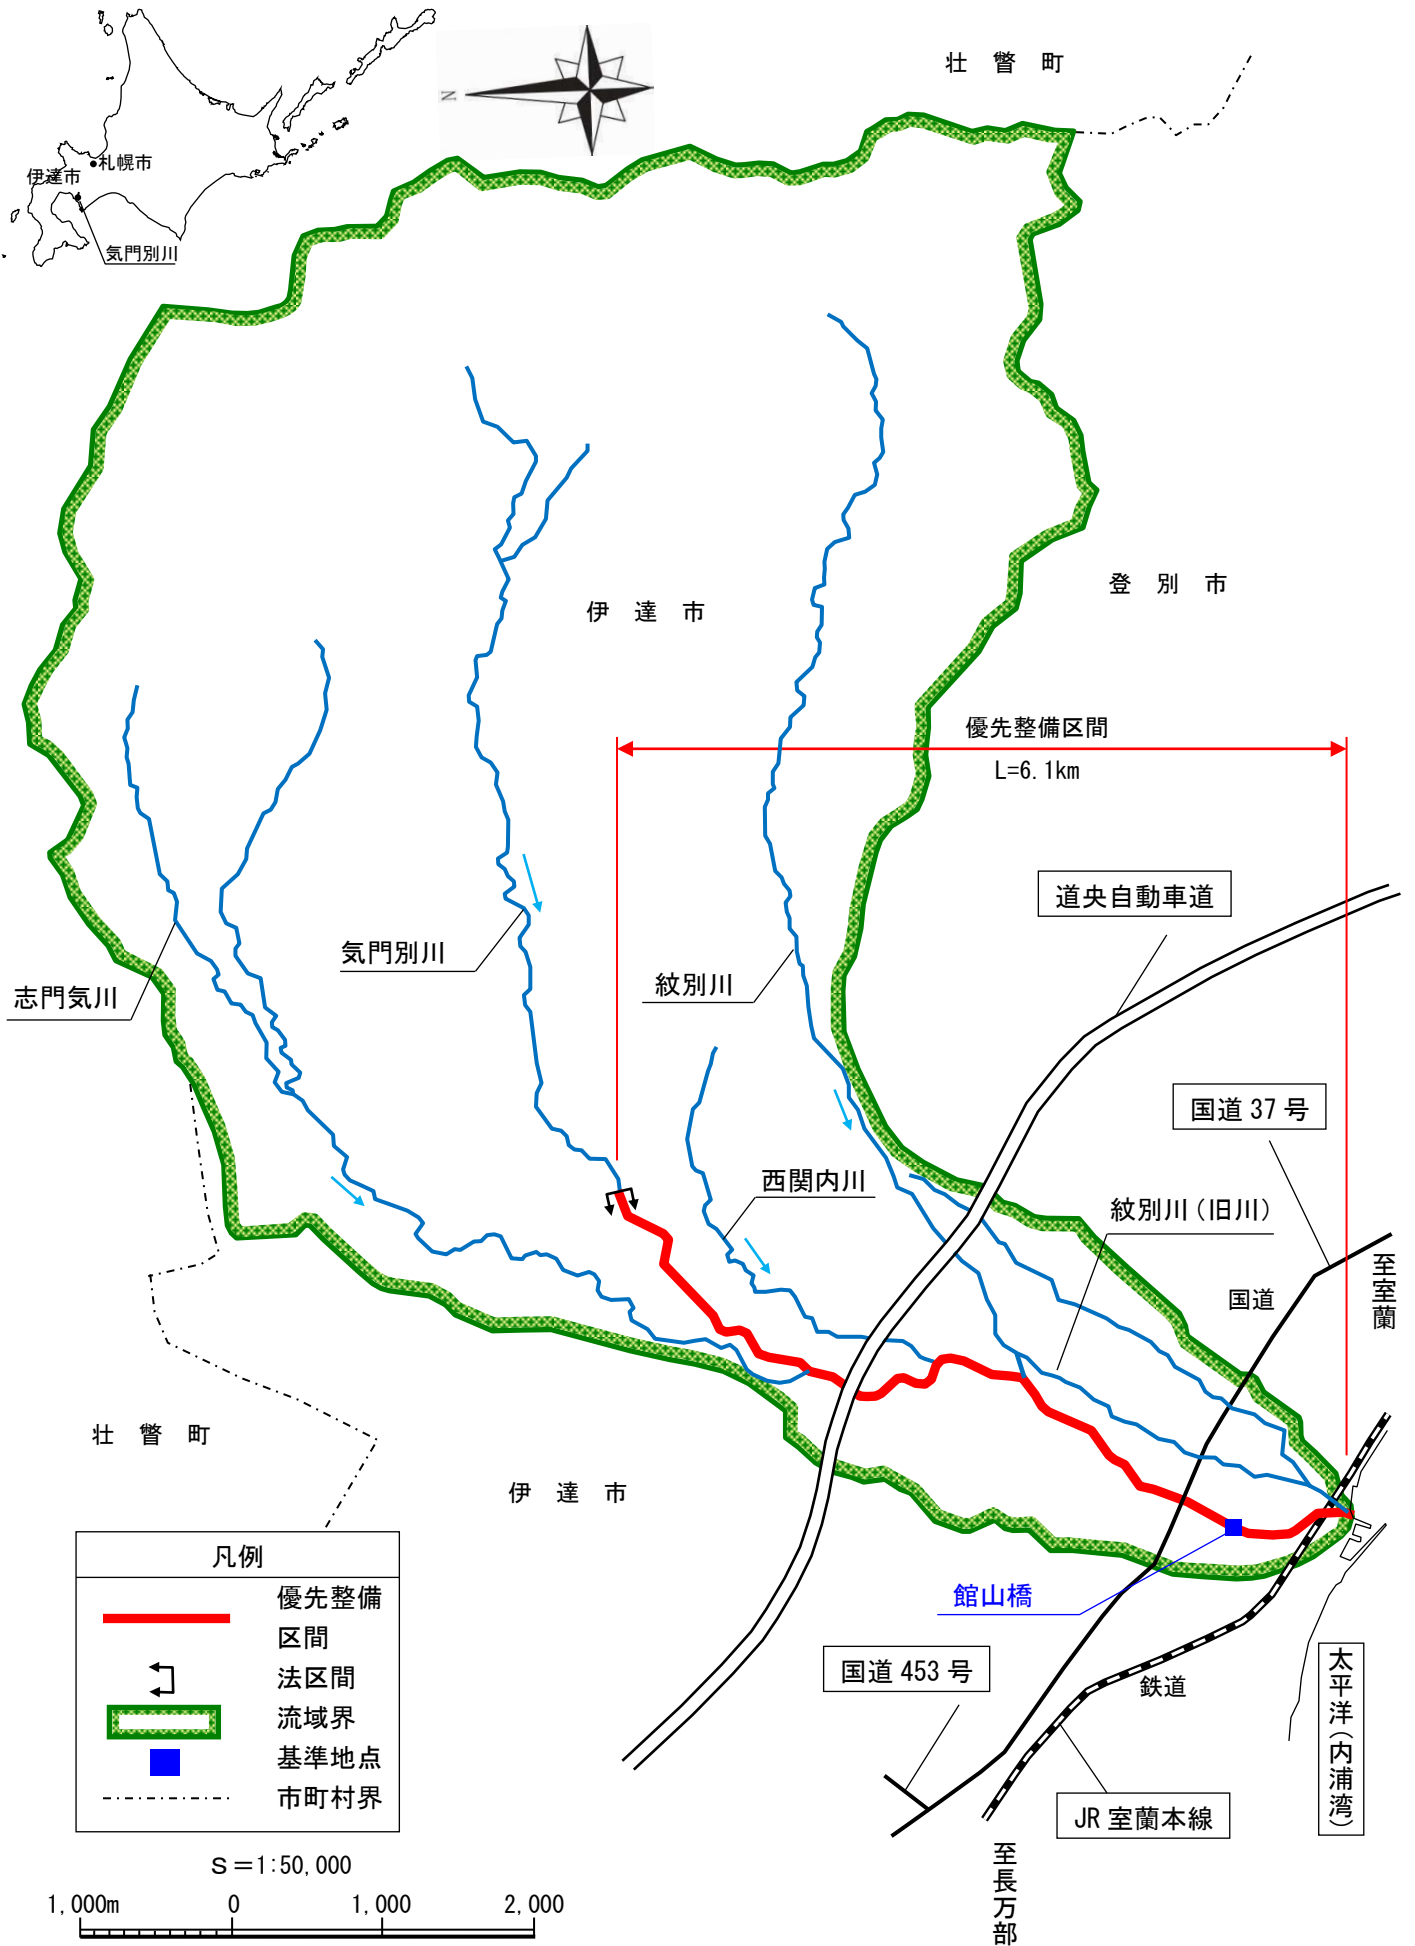 札幌市
伊達市
気門別川
N
壮瞥町
伊達市
登別市
優先整備区間
L=6.1km
道央自動車道
気門別川
紋別川
志門気川
国道 37 号
西関内川
紋別川(旧川)
国道
至室蘭
壮瞥町
伊達市
館山橋
国道 453 号
鉄道
太平洋(内浦湾)
JR 室蘭本線
至長万部
凡例
優先整備
区間
法区間
流域界
基準地点
市町村界
S=1:50,000
1,000m 0 1,000 2,000